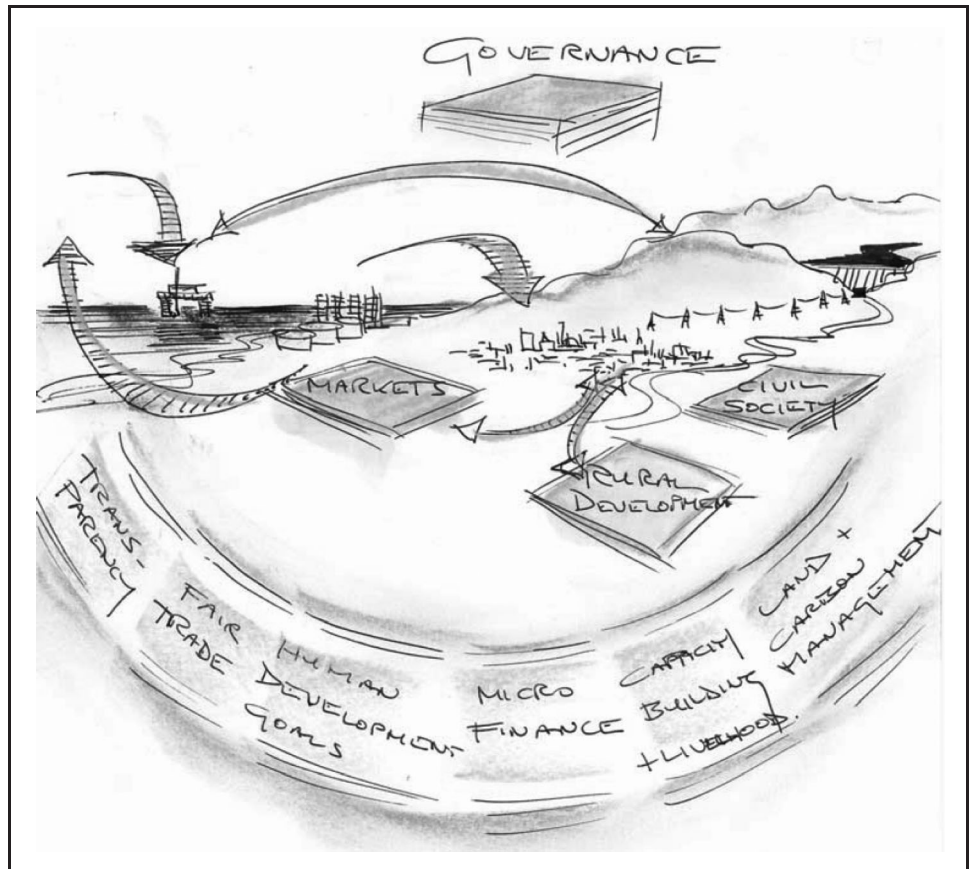 GOVERNANCE
MARKETS
CIVIL
SOCIETY
RURAL
DEVELOPMENT
TRANS-
PARENCY
FAIR
TRADE
HUMAN
DEVELOPMENT
GOALS
MICRO
FINANCE
CAPACITY
BUILDING
+ LIVELIHOOD.
LAND +
CARBON
MANAGEMENT